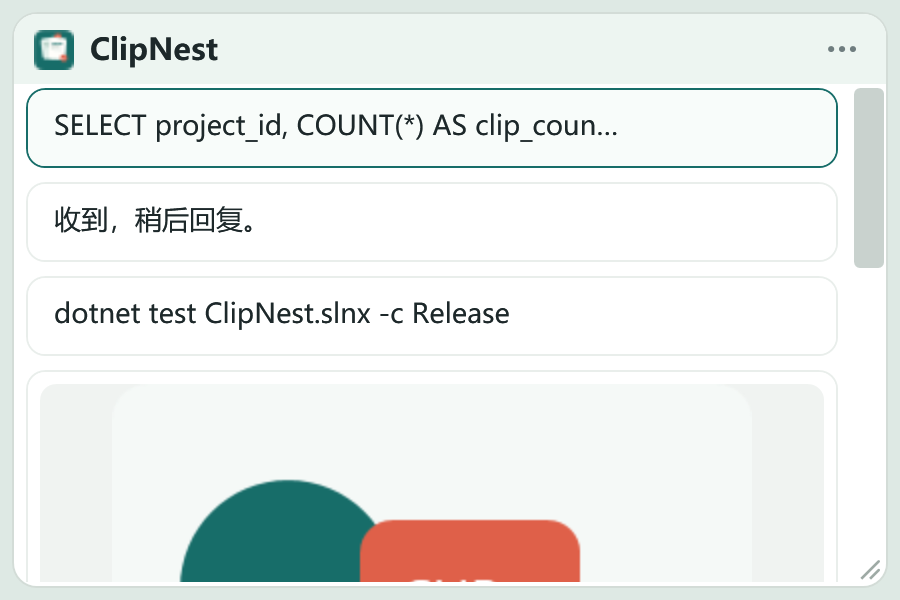 ClipNest
SELECT project_id, COUNT(*) AS clip_coun...
收到，稍后回复。
dotnet test ClipNest.slnx -c Release